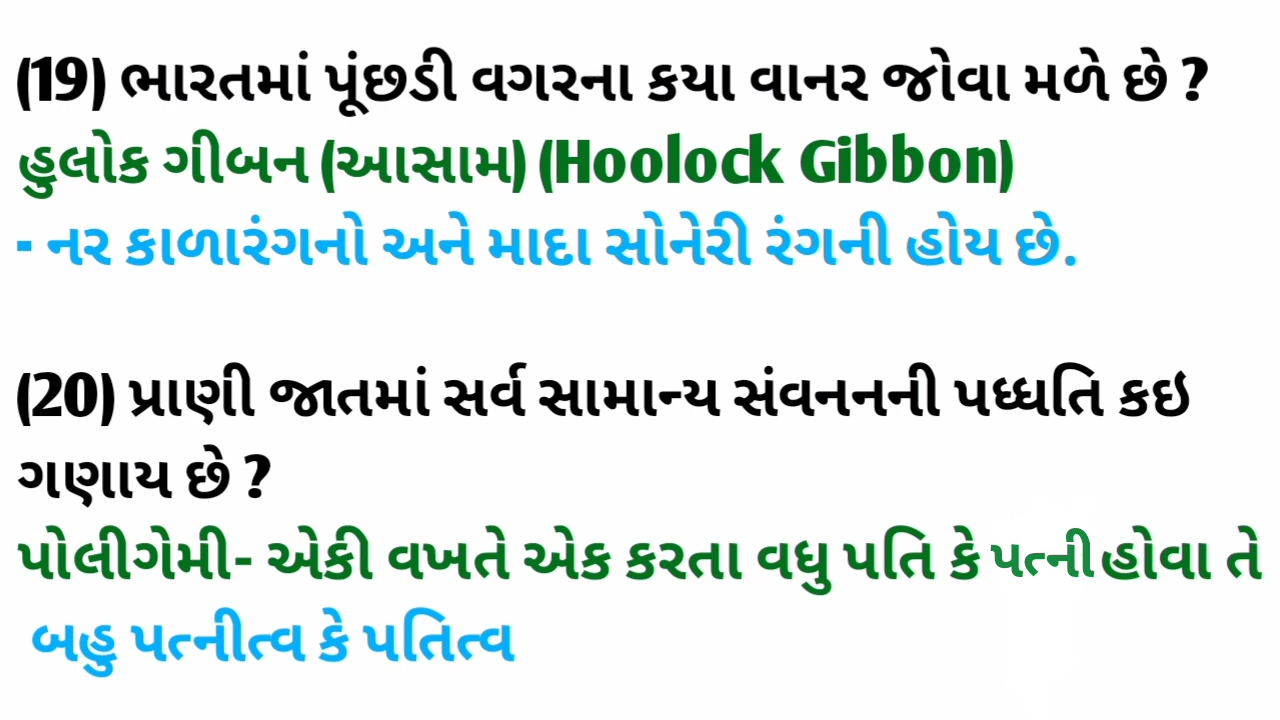 (19) ભારતમાં પૂંછડી વગરના કયા વાનર જોવા મળે છે ?
હુલોક ગીબન (આસામ) (Hoolock Gibbon)
- નર કાળારંગનો અને માદા સોનેરી રંગની હોય છે.
(20) પ્રાણી જાતમાં સર્વ સામાન્ય સંવનનની પધ્ધતિ કઇ
ગણાય છે ?
પોલીગેમી- એકી વખતે એક કરતા વધુ પતિ કે પત્ની હોવા તે
બહુ પત્નીત્વ કે પતિત્વ